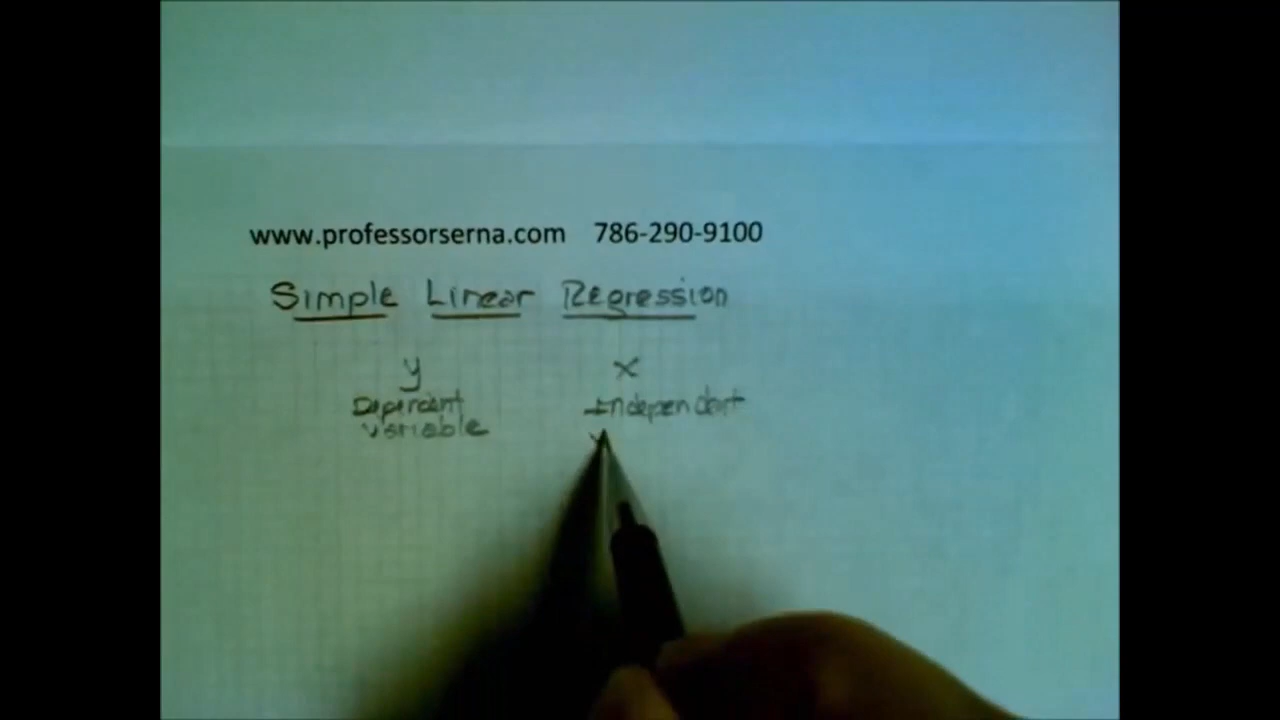 www.professorserna.com 786-290-9100
Simple Linear Regression
y x
Dependent Independent
variable